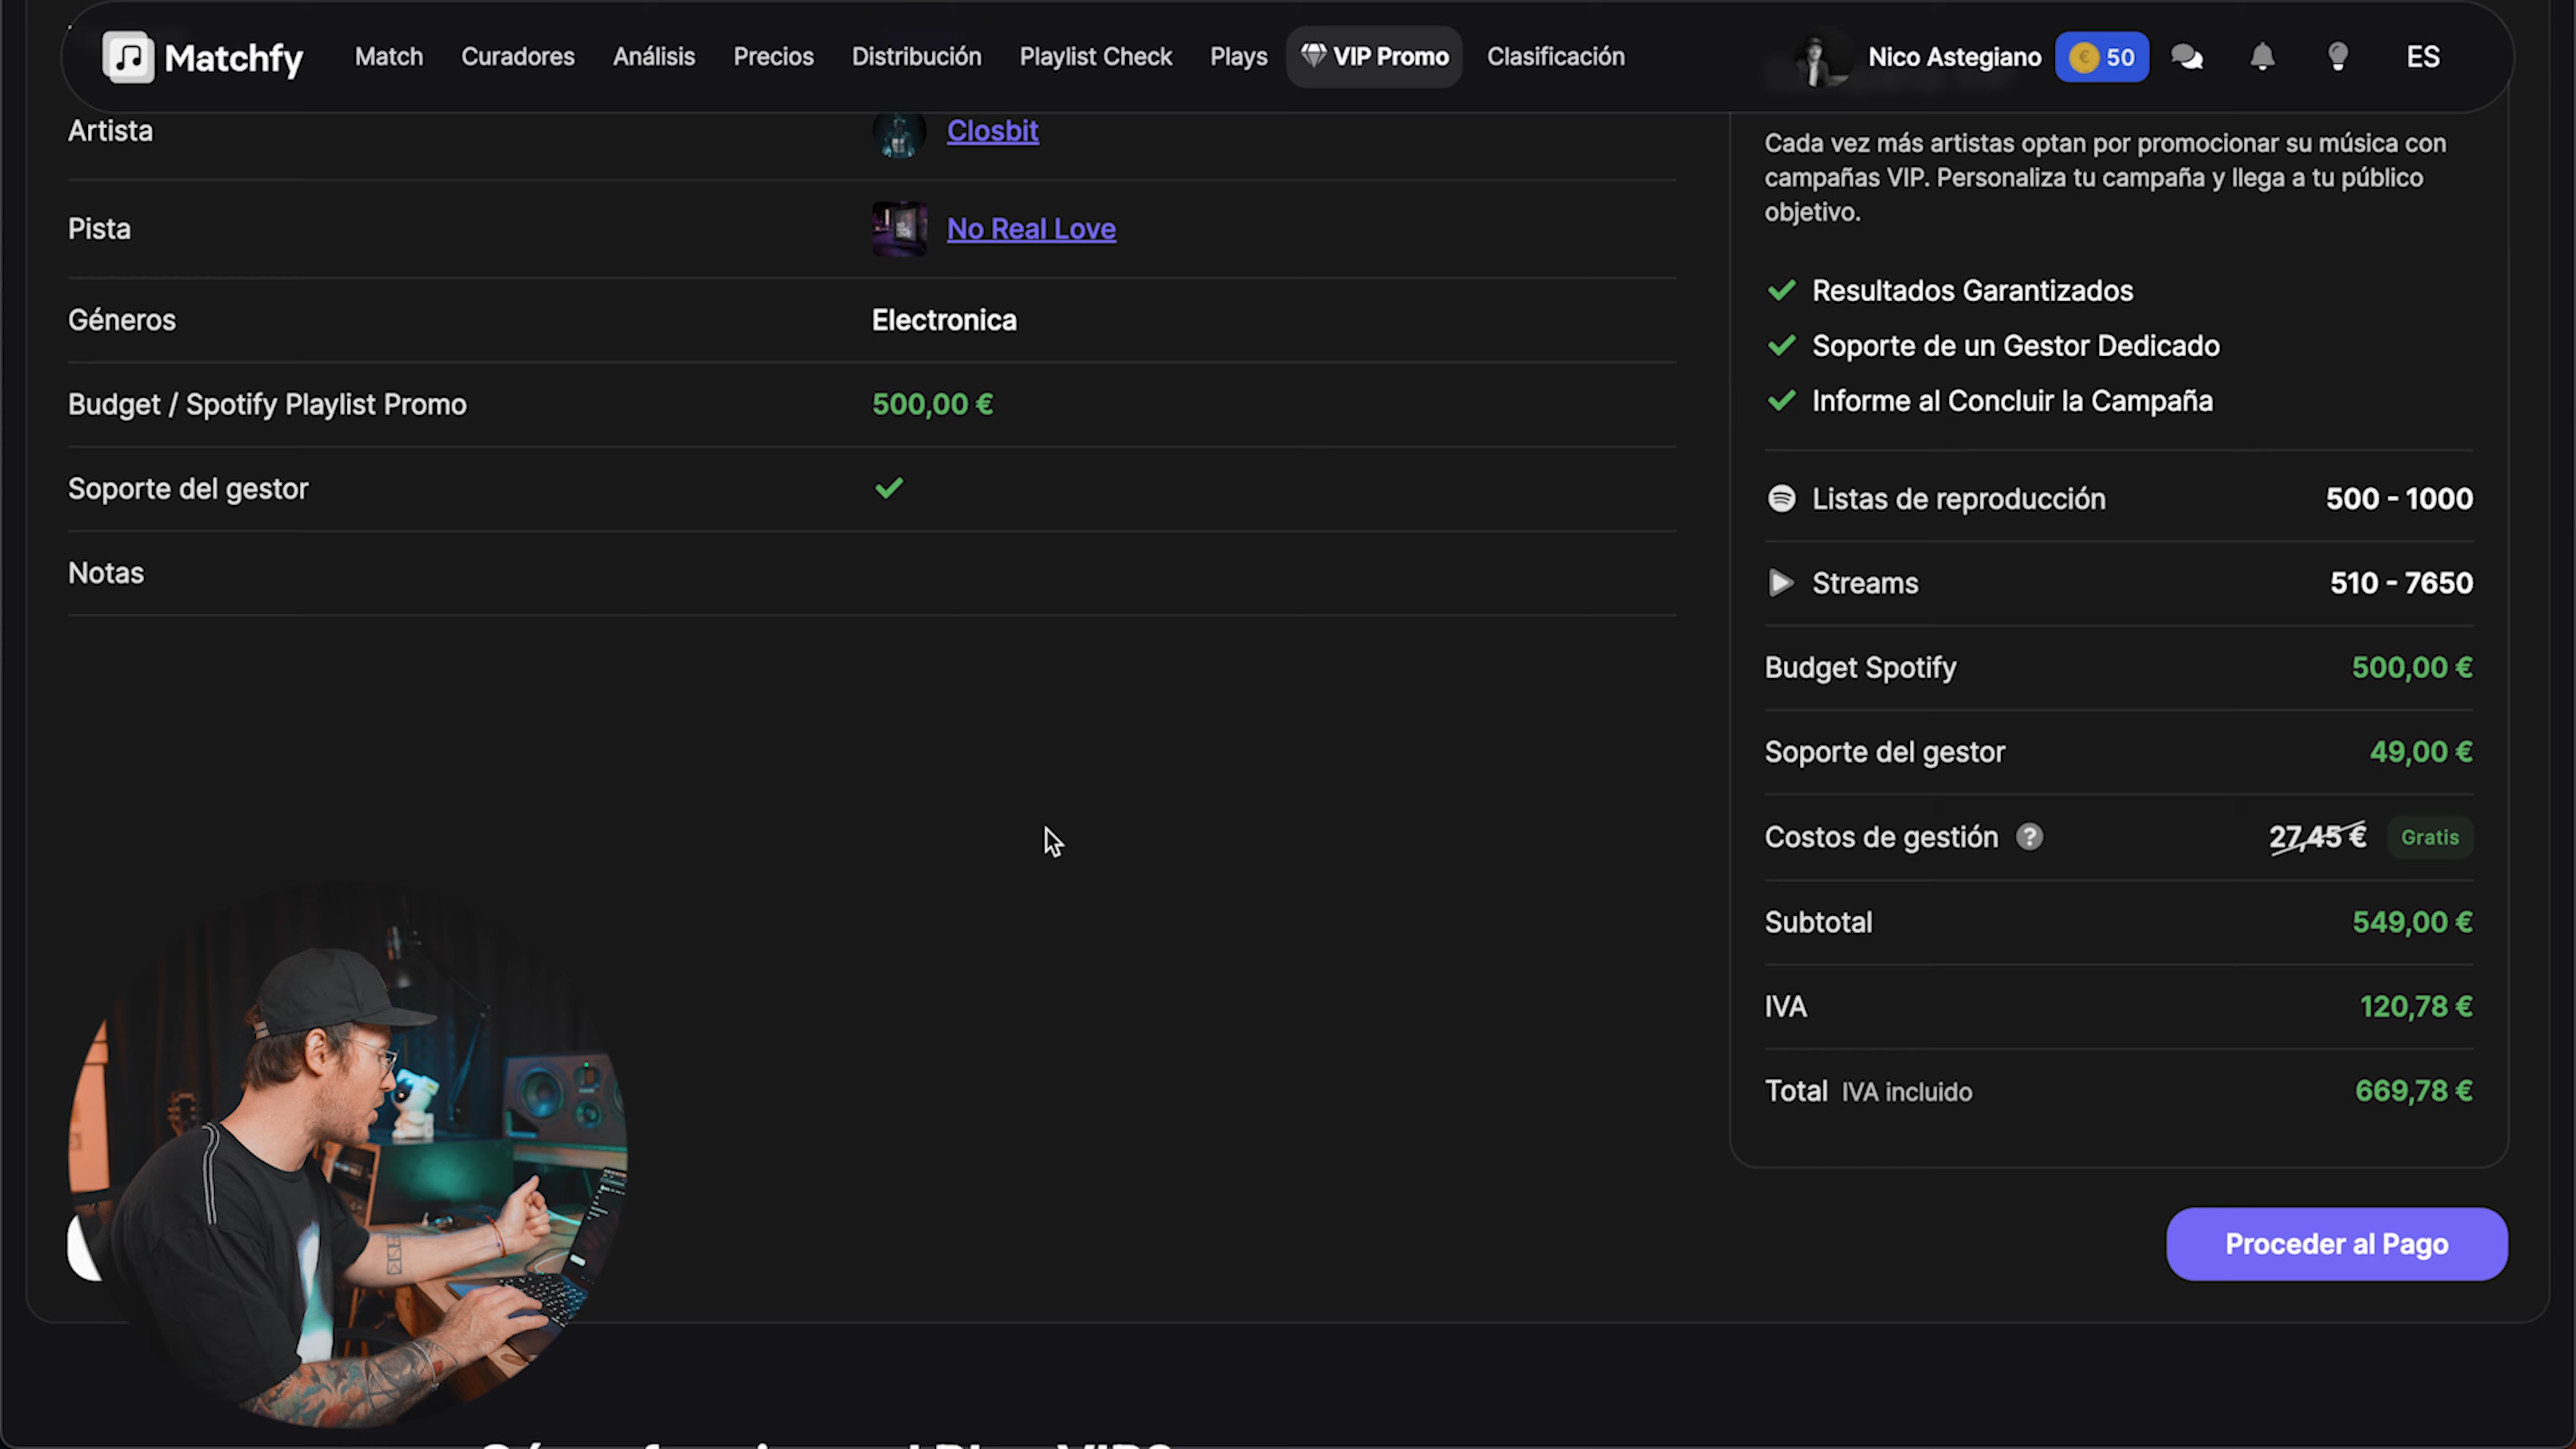 Matchfy Match Curadores Análisis Precios Distribución Playlist Check Plays VIP Promo Clasificación Nico Astegiano 50 ES
Artista Closbit
Pista No Real Love
Géneros Electronica
Budget / Spotify Playlist Promo 500,00 €
Soporte del gestor
Notas
Cada vez más artistas optan por promocionar su música con
campañas VIP. Personaliza tu campaña y llega a tu público
objetivo.
Resultados Garantizados
Soporte de un Gestor Dedicado
Informe al Concluir la Campaña
Listas de reproducción 500 - 1000
Streams 510 - 7650
Budget Spotify 500,00 €
Soporte del gestor 49,00 €
Costos de gestión ? 27,45 € Gratis
Subtotal 549,00 €
IVA 120,78 €
Total IVA incluido 669,78 €
Proceder al Pago